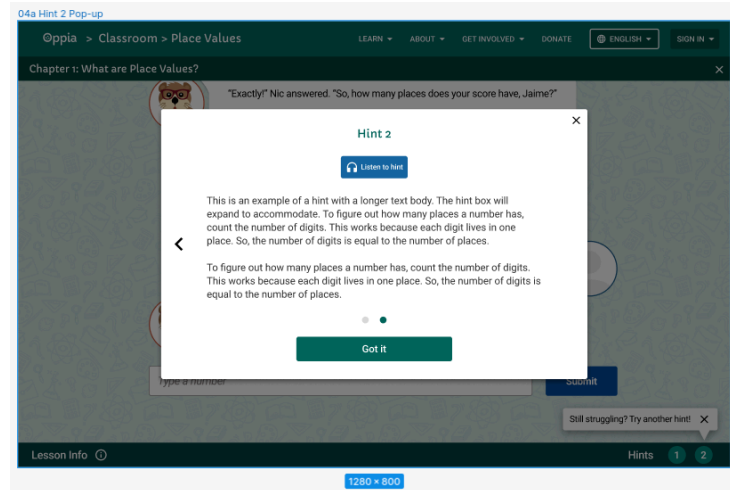 04a Hint 2 Pop-up
Oppia > Classroom > Place Values
LEARN ABOUT GET INVOLVED DONATE ENGLISH SIGN IN
Chapter 1: What are Place Values?
"Exactly!" Nic answered. "So, how many places does your score have, Jaime?"
Hint 2
Listen to hint
This is an example of a hint with a longer text body. The hint box will
expand to accommodate. To figure out how many places a number has,
count the number of digits. This works because each digit lives in one
place. So, the number of digits is equal to the number of places.
To figure out how many places a number has, count the number of digits.
This works because each digit lives in one place. So, the number of digits is
equal to the number of places.
Got it
Type a number
Submit
Still struggling? Try another hint!
Lesson Info
Hints 1 2
1280 × 800